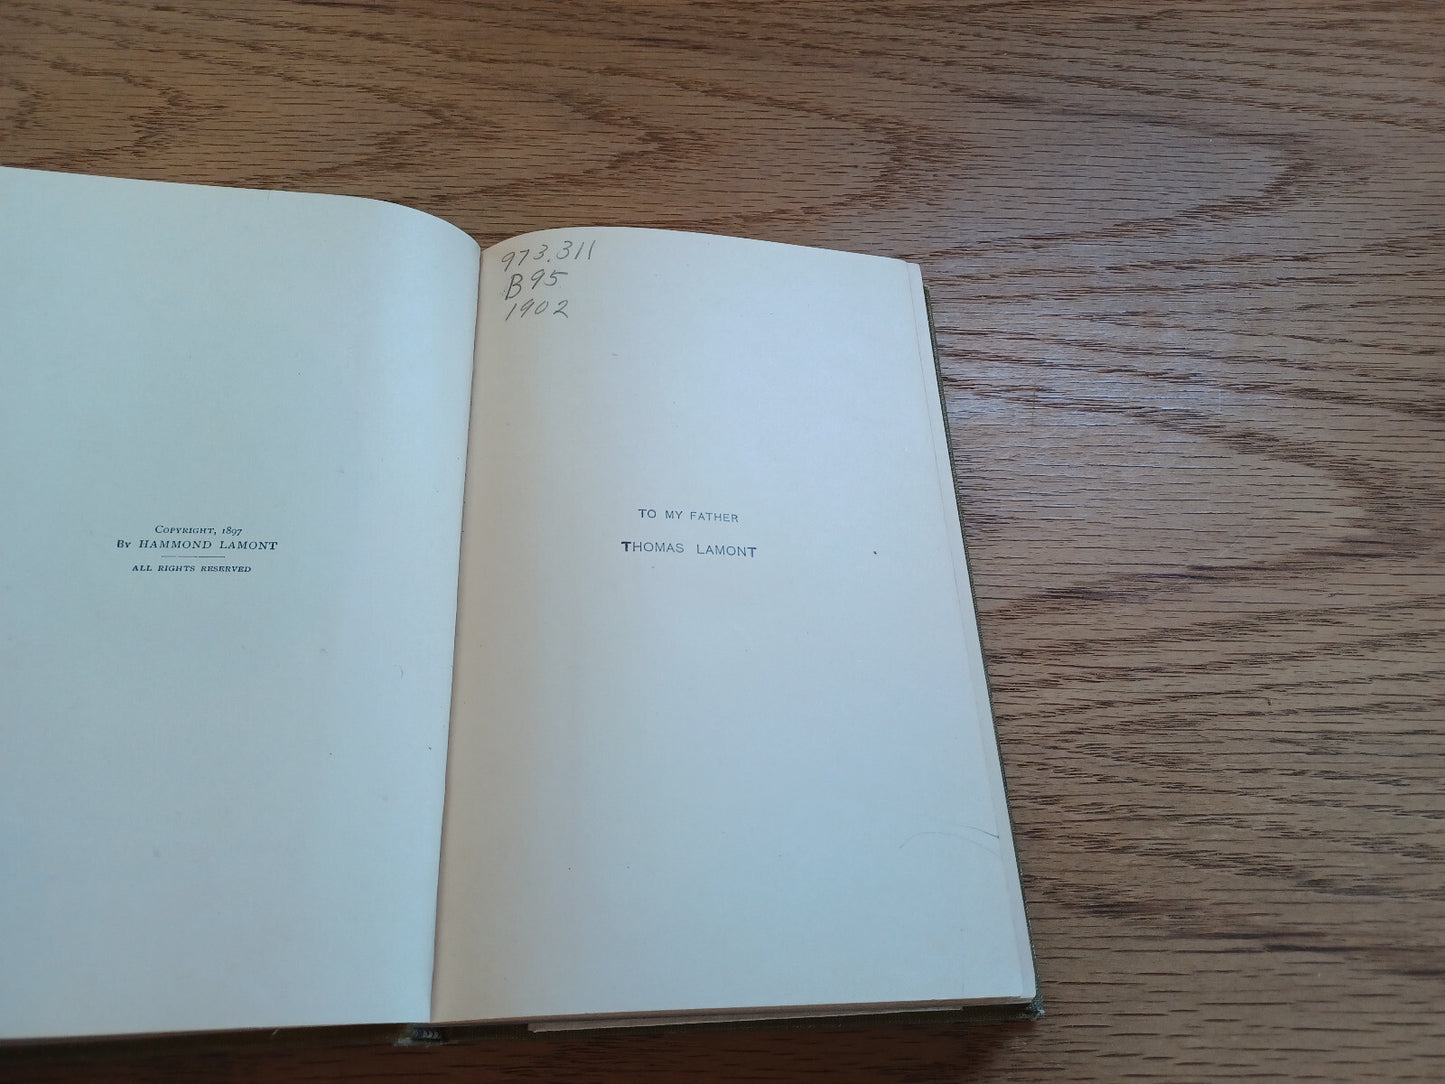 Copyright, 1897
By HAMMOND LAMONT
ALL RIGHTS RESERVED
973.311
B95
1902
TO MY FATHER
THOMAS LAMONT